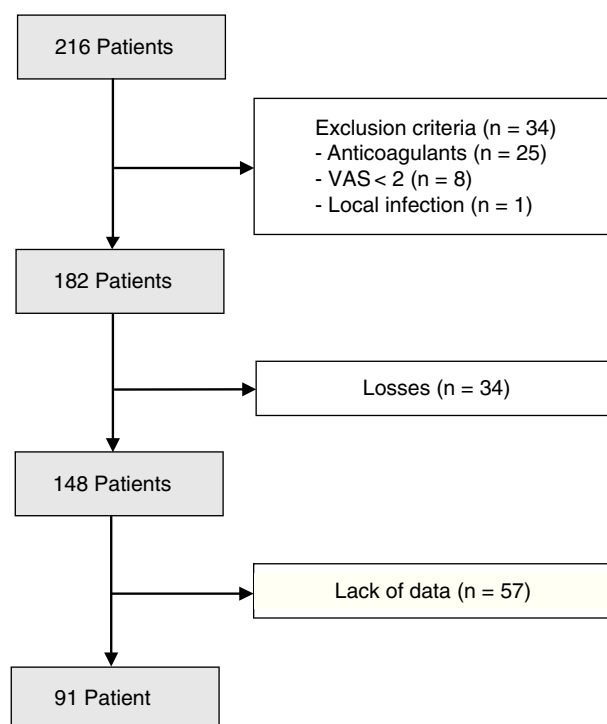 216 Patients
Exclusion criteria (n = 34)
- Anticoagulants (n = 25)
- VAS < 2 (n = 8)
- Local infection (n = 1)
182 Patients
Losses (n = 34)
148 Patients
Lack of data (n = 57)
91 Patient